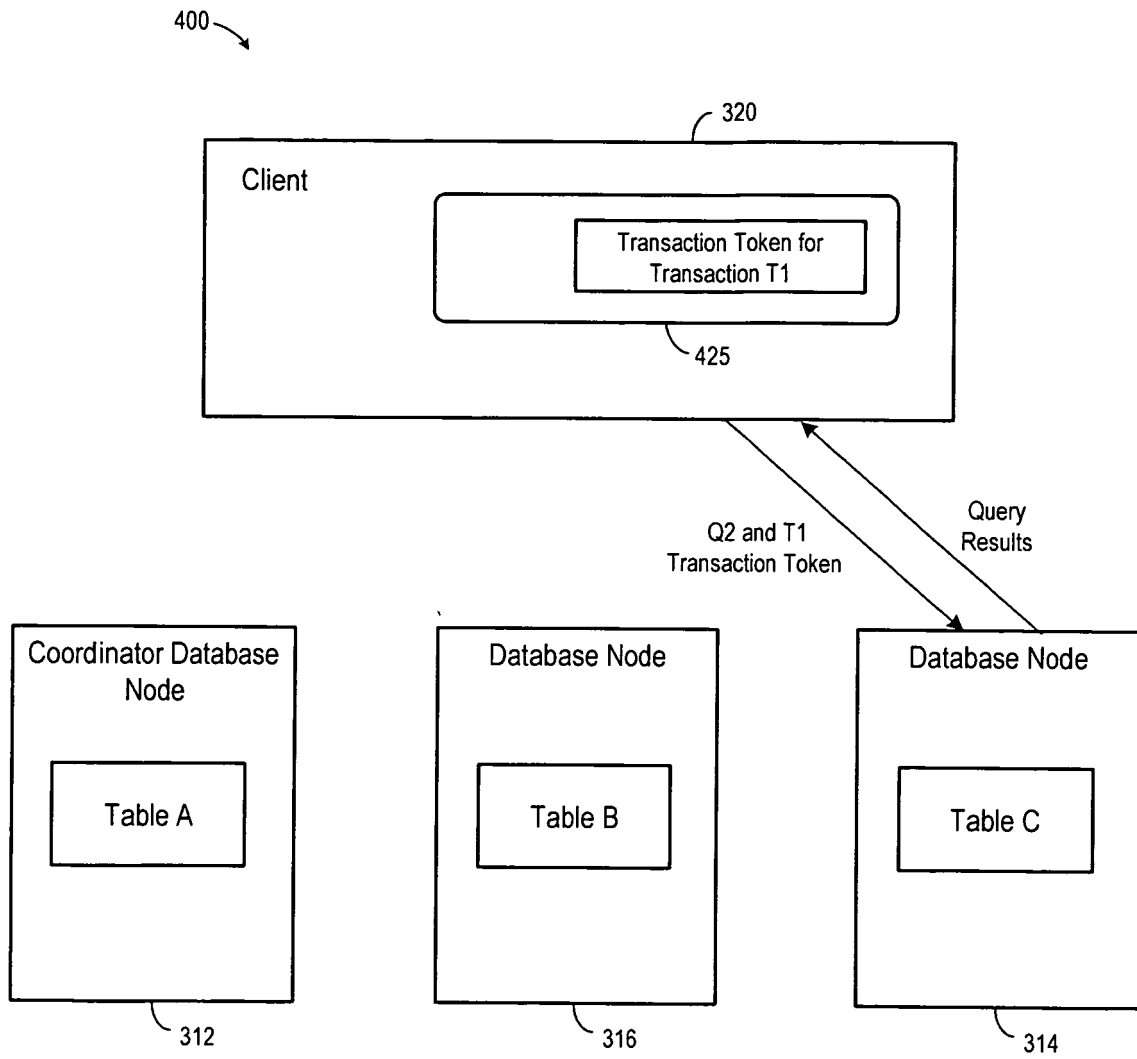 400
320
Client
Transaction Token for
Transaction T1
425
Q2 and T1
Transaction Token
Query
Results
Coordinator Database
Node
Table A
312
Database Node
Table B
316
Database Node
Table C
314